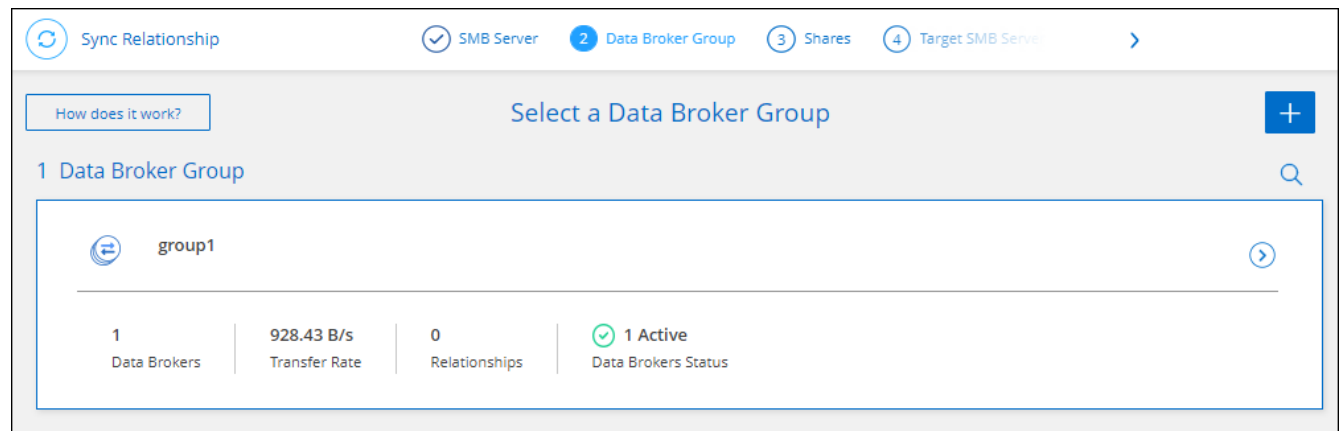 Sync Relationship
SMB Server
2 Data Broker Group
3 Shares
4 Target SMB Server
How does it work?
Select a Data Broker Group
+
1 Data Broker Group
group1
1
Data Brokers
928.43 B/s
Transfer Rate
0
Relationships
1 Active
Data Brokers Status